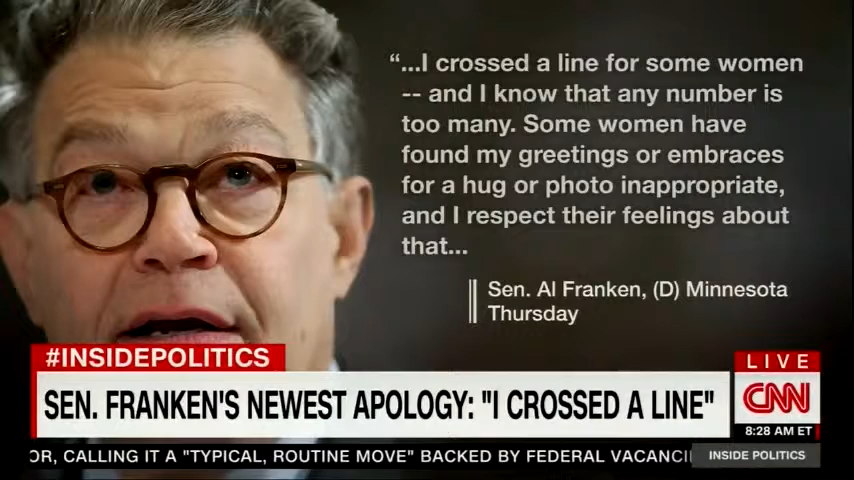 “...I crossed a line for some women
-- and I know that any number is
too many. Some women have
found my greetings or embraces
for a hug or photo inappropriate,
and I respect their feelings about
that...
Sen. Al Franken, (D) Minnesota
Thursday
#INSIDEPOLITICS
SEN. FRANKEN'S NEWEST APOLOGY: "I CROSSED A LINE"
LIVE
CNN
8:28 AM ET
OR, CALLING IT A "TYPICAL, ROUTINE MOVE" BACKED BY FEDERAL VACANCI
INSIDE POLITICS